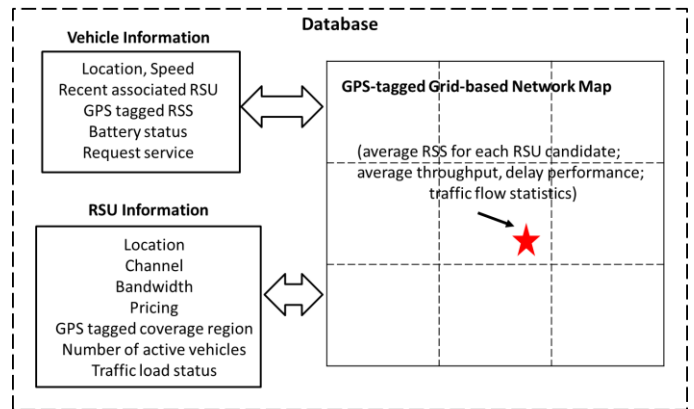 Database
Vehicle Information
Location, Speed
Recent associated RSU
GPS tagged RSS
Battery status
Request service
RSU Information
Location
Channel
Bandwidth
Pricing
GPS tagged coverage region
Number of active vehicles
Traffic load status
GPS-tagged Grid-based Network Map
(average RSS for each RSU candidate;
average throughput, delay performance;
traffic flow statistics)